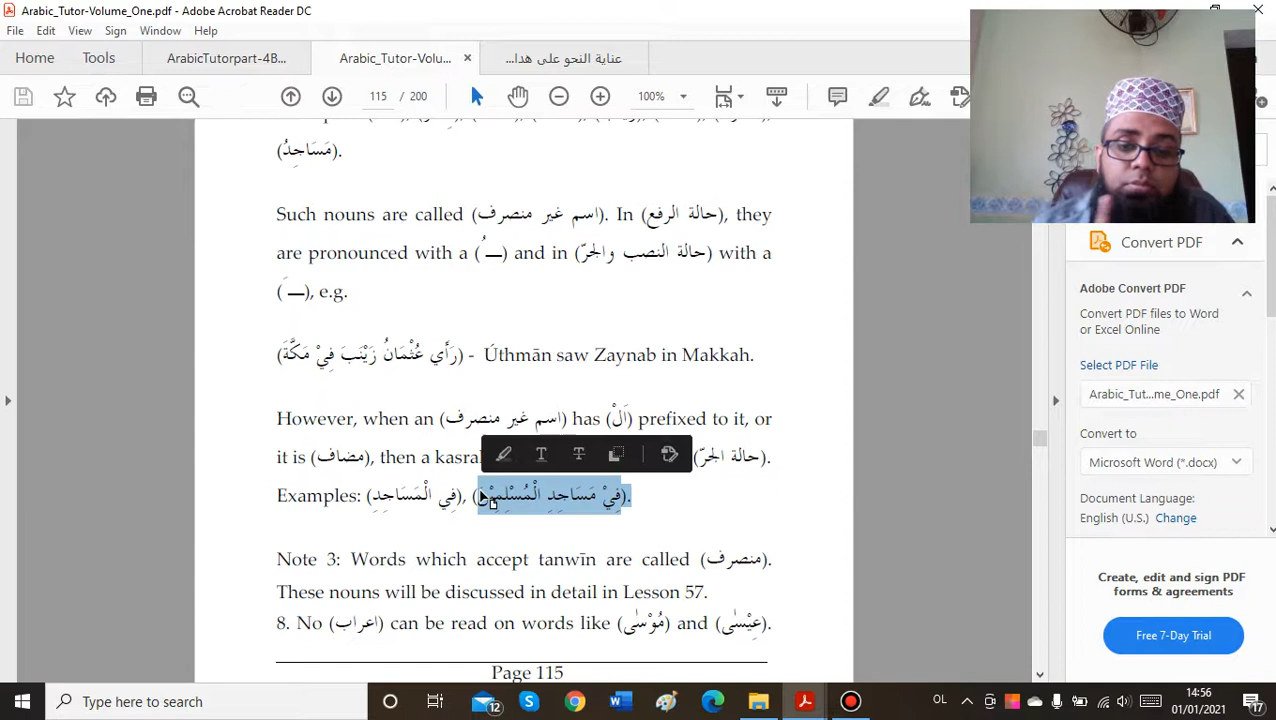 Arabic_Tutor-Volume_One.pdf - Adobe Acrobat Reader DC
File Edit View Sign Window Help
Home Tools ArabicTutorpart-4B... Arabic_Tutor-Volu... × عناية النحو على هدا...
115 / 200 100%
(مَسَاجِدُ).
Such nouns are called (اسم غير منصرف). In (حالة الرفع), they
are pronounced with a (ـُ) and in (حالة النصب والجرّ) with a
(ـَ), e.g.
(رَأَي عُثْمَانُ زَيْنَبَ فِيْ مَكَّةَ) - Úthmān saw Zaynab in Makkah.
However, when an (اسم غير منصرف) has (اَلْ) prefixed to it, or
it is (مضاف), then a kasra (حالة الجرّ).
Examples: (فِي الْمَسَاجِدِ), (فِيْ مَسَاجِدِ الْمُسْلِمِيْنَ).
Note 3: Words which accept tanwīn are called (منصرف).
These nouns will be discussed in detail in Lesson 57.
8. No (اعراب) can be read on words like (مُوْسٰى) and (عِيْسٰى).
Page 115
Convert PDF
Adobe Convert PDF
Convert PDF files to Word
or Excel Online
Select PDF File
Arabic_Tut...me_One.pdf
Convert to
Microsoft Word (*.docx)
Document Language:
English (U.S.) Change
Convert, edit and sign PDF
forms & agreements
Free 7-Day Trial
Type here to search
12
OL
14:56
01/01/2021
17